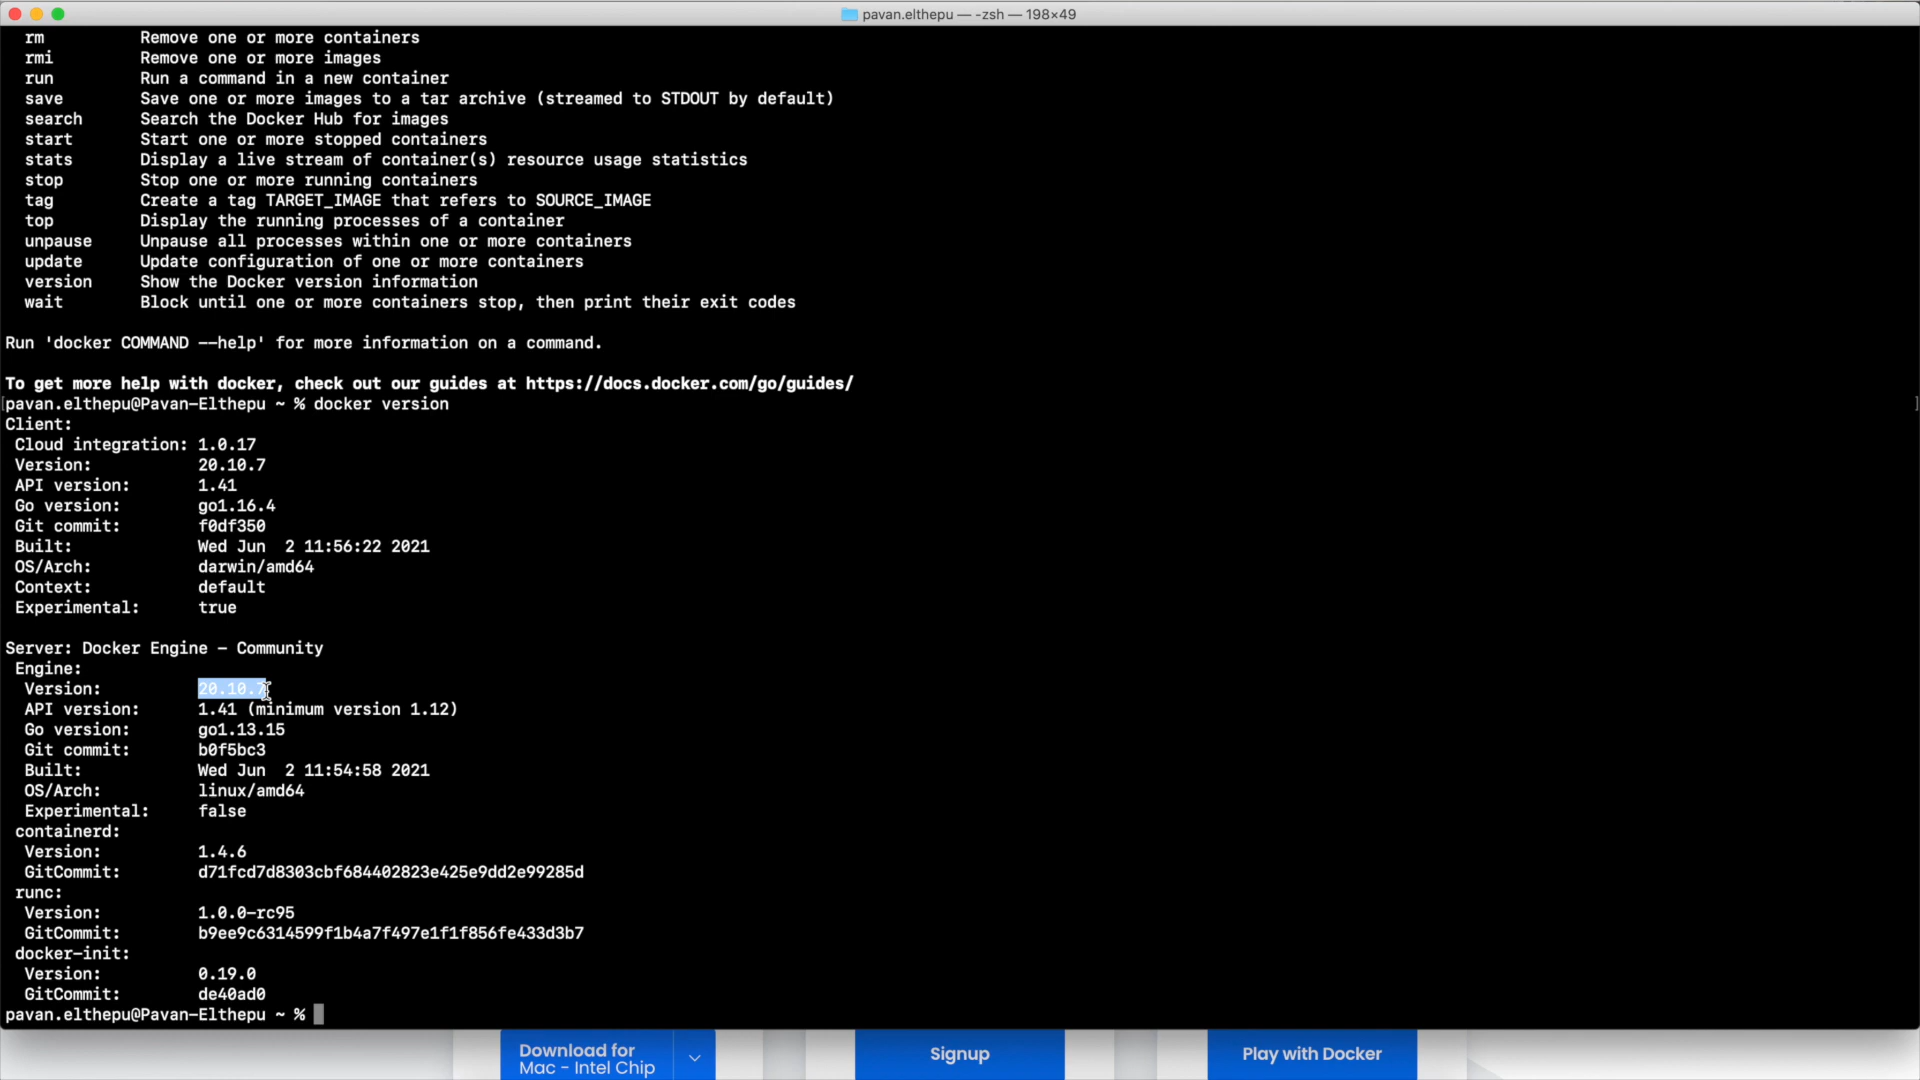 pavan.elthepu — -zsh — 198×49
rm Remove one or more containers
rmi Remove one or more images
run Run a command in a new container
save Save one or more images to a tar archive (streamed to STDOUT by default)
search Search the Docker Hub for images
start Start one or more stopped containers
stats Display a live stream of container(s) resource usage statistics
stop Stop one or more running containers
tag Create a tag TARGET_IMAGE that refers to SOURCE_IMAGE
top Display the running processes of a container
unpause Unpause all processes within one or more containers
update Update configuration of one or more containers
version Show the Docker version information
wait Block until one or more containers stop, then print their exit codes
Run 'docker COMMAND --help' for more information on a command.
To get more help with docker, check out our guides at https://docs.docker.com/go/guides/
[pavan.elthepu@Pavan-Elthepu ~ % docker version ]
Client:
Cloud integration: 1.0.17
Version: 20.10.7
API version: 1.41
Go version: go1.16.4
Git commit: f0df350
Built: Wed Jun 2 11:56:22 2021
OS/Arch: darwin/amd64
Context: default
Experimental: true
Server: Docker Engine - Community
Engine:
Version: 20.10.7
API version: 1.41 (minimum version 1.12)
Go version: go1.13.15
Git commit: b0f5bc3
Built: Wed Jun 2 11:54:58 2021
OS/Arch: linux/amd64
Experimental: false
containerd:
Version: 1.4.6
GitCommit: d71fcd7d8303cbf684402823e425e9dd2e99285d
runc:
Version: 1.0.0-rc95
GitCommit: b9ee9c6314599f1b4a7f497e1f1f856fe433d3b7
docker-init:
Version: 0.19.0
GitCommit: de40ad0
pavan.elthepu@Pavan-Elthepu ~ %
Download for
Mac - Intel Chip
Signup
Play with Docker